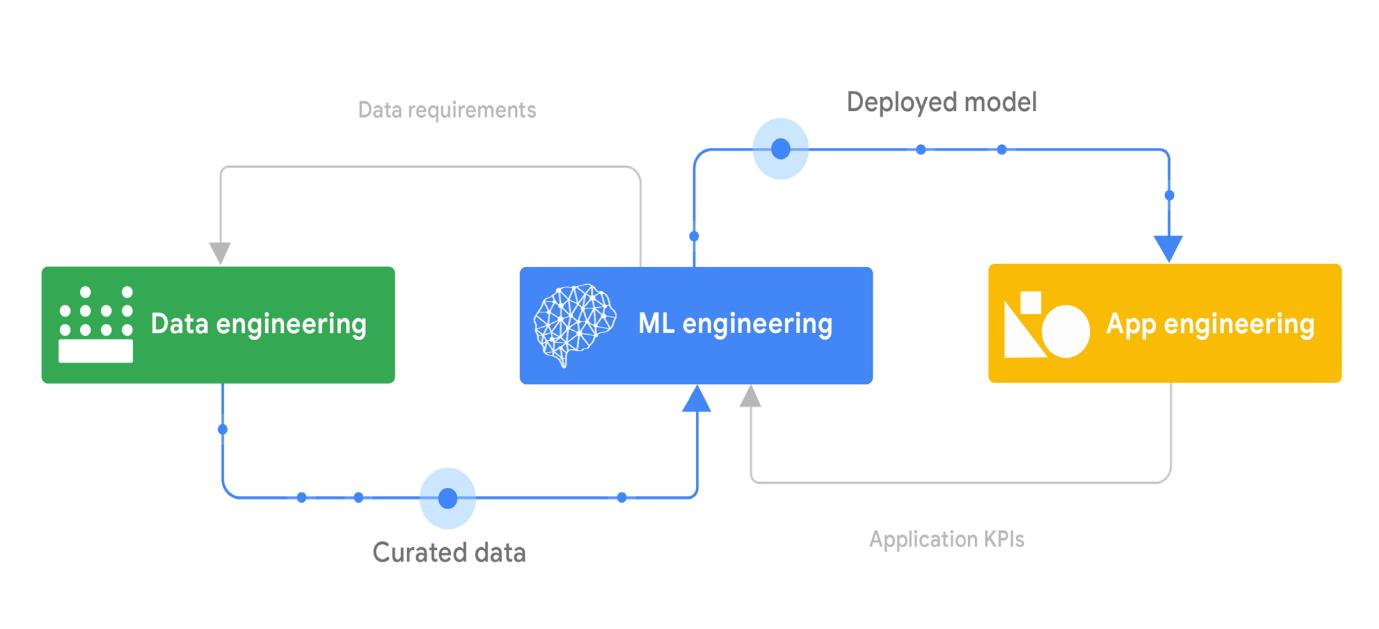 Deployed model
Data requirements
Data engineering
ML engineering
App engineering
Application KPIs
Curated data